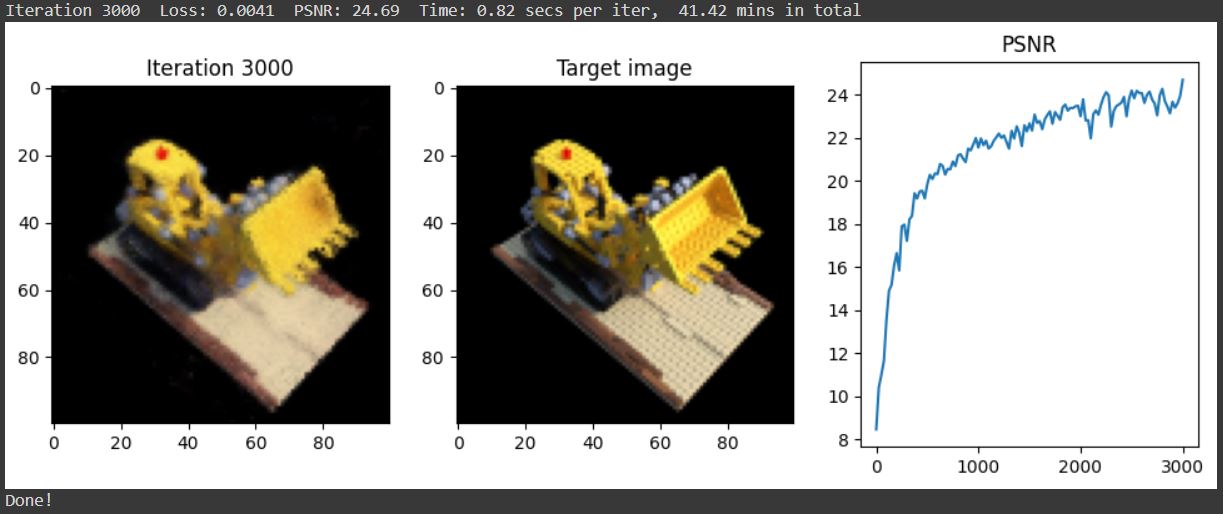 Iteration 3000  Loss: 0.0041  PSNR: 24.69  Time: 0.82 secs per iter,  41.42 mins in total
Iteration 3000
0
20
40
60
80
0 20 40 60 80
Target image
0
20
40
60
80
0 20 40 60 80
PSNR
24
22
20
18
16
14
12
10
8
0 1000 2000 3000
Done!